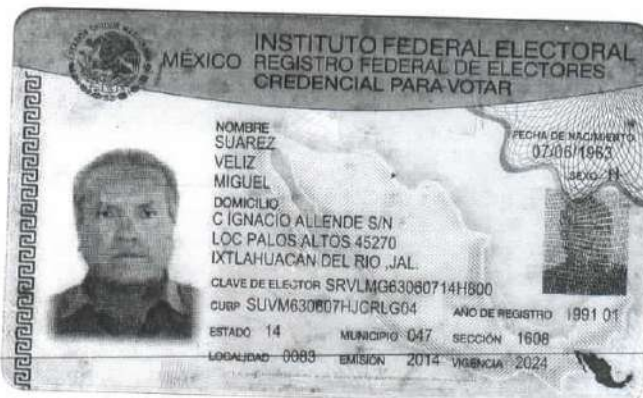 MÉXICO
INSTITUTO FEDERAL ELECTORAL
REGISTRO FEDERAL DE ELECTORES
CREDENCIAL PARA VOTAR
NOMBRE
SUAREZ
VELIZ
MIGUEL
FECHA DE NACIMIENTO
07/06/1963
SEXO H
DOMICILIO
C IGNACIO ALLENDE S/N
LOC PALOS ALTOS 45270
IXTLAHUACAN DEL RIO ,JAL.
CLAVE DE ELECTOR SRVLMG63060714H800
CURP SUVM630607HJCRLG04 AÑO DE REGISTRO 1991 01
ESTADO 14 MUNICIPIO 047 SECCIÓN 1608
LOCALIDAD 0083 EMISIÓN 2014 VIGENCIA 2024